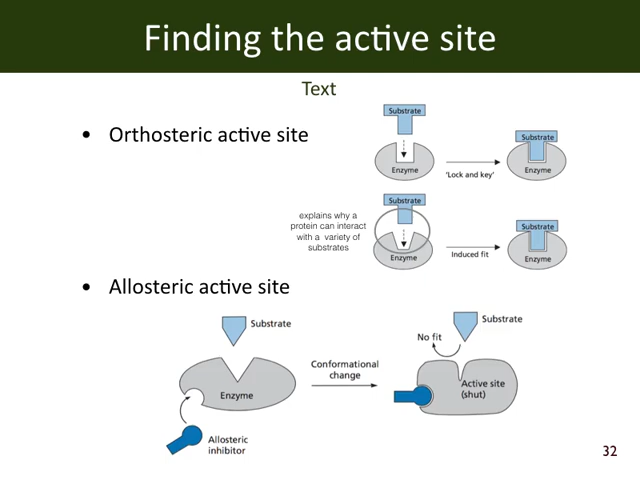 Finding the active site
Text
• Orthosteric active site
Substrate
Enzyme
'Lock and key'
Substrate
Enzyme
explains why a
protein can interact
with a variety of
substrates
Substrate
Enzyme
Induced fit
Substrate
Enzyme
• Allosteric active site
Substrate
Enzyme
Allosteric
inhibitor
Conformational
change
No fit
Substrate
Active site
(shut)
32